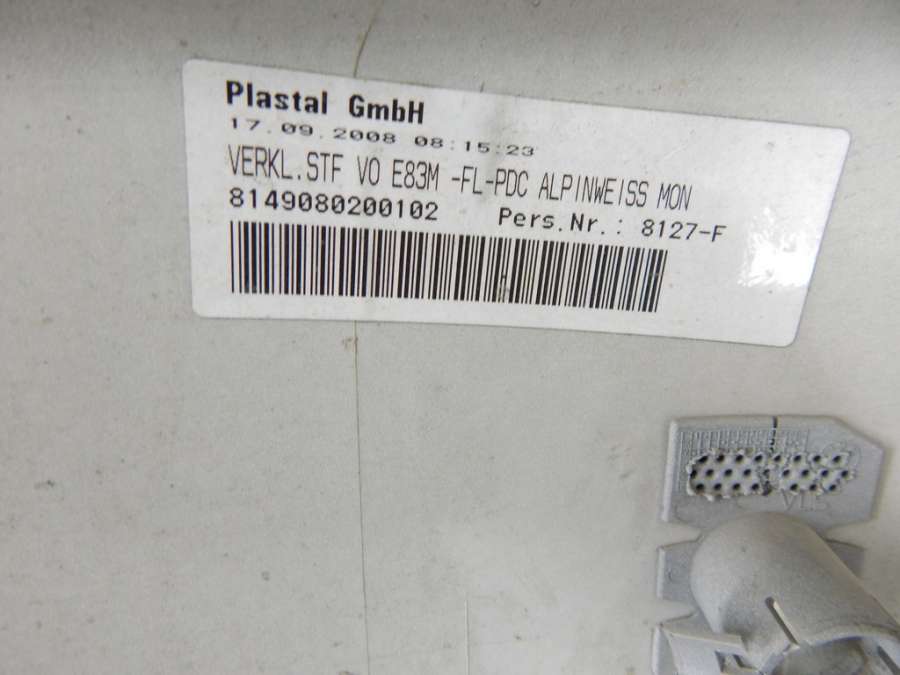 Plastal GmbH
17.09.2008 08:15:23
VERKL.STF VO E83M -FL-PDC ALPINWEISS MON
8149080200102 Pers.Nr.: 8127-F